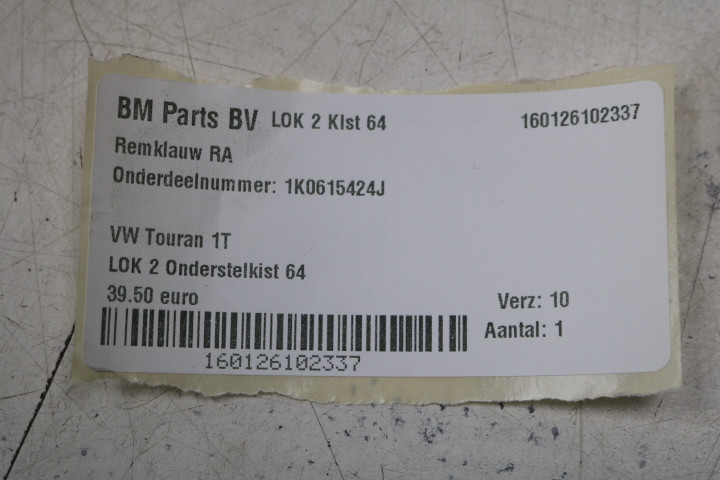 BM Parts BV LOK 2 Kist 64 160126102337
Remklauw RA
Onderdeelnummer: 1K0615424J
VW Touran 1T
LOK 2 Onderstelkist 64
39.50 euro
Verz: 10
Aantal: 1
160126102337